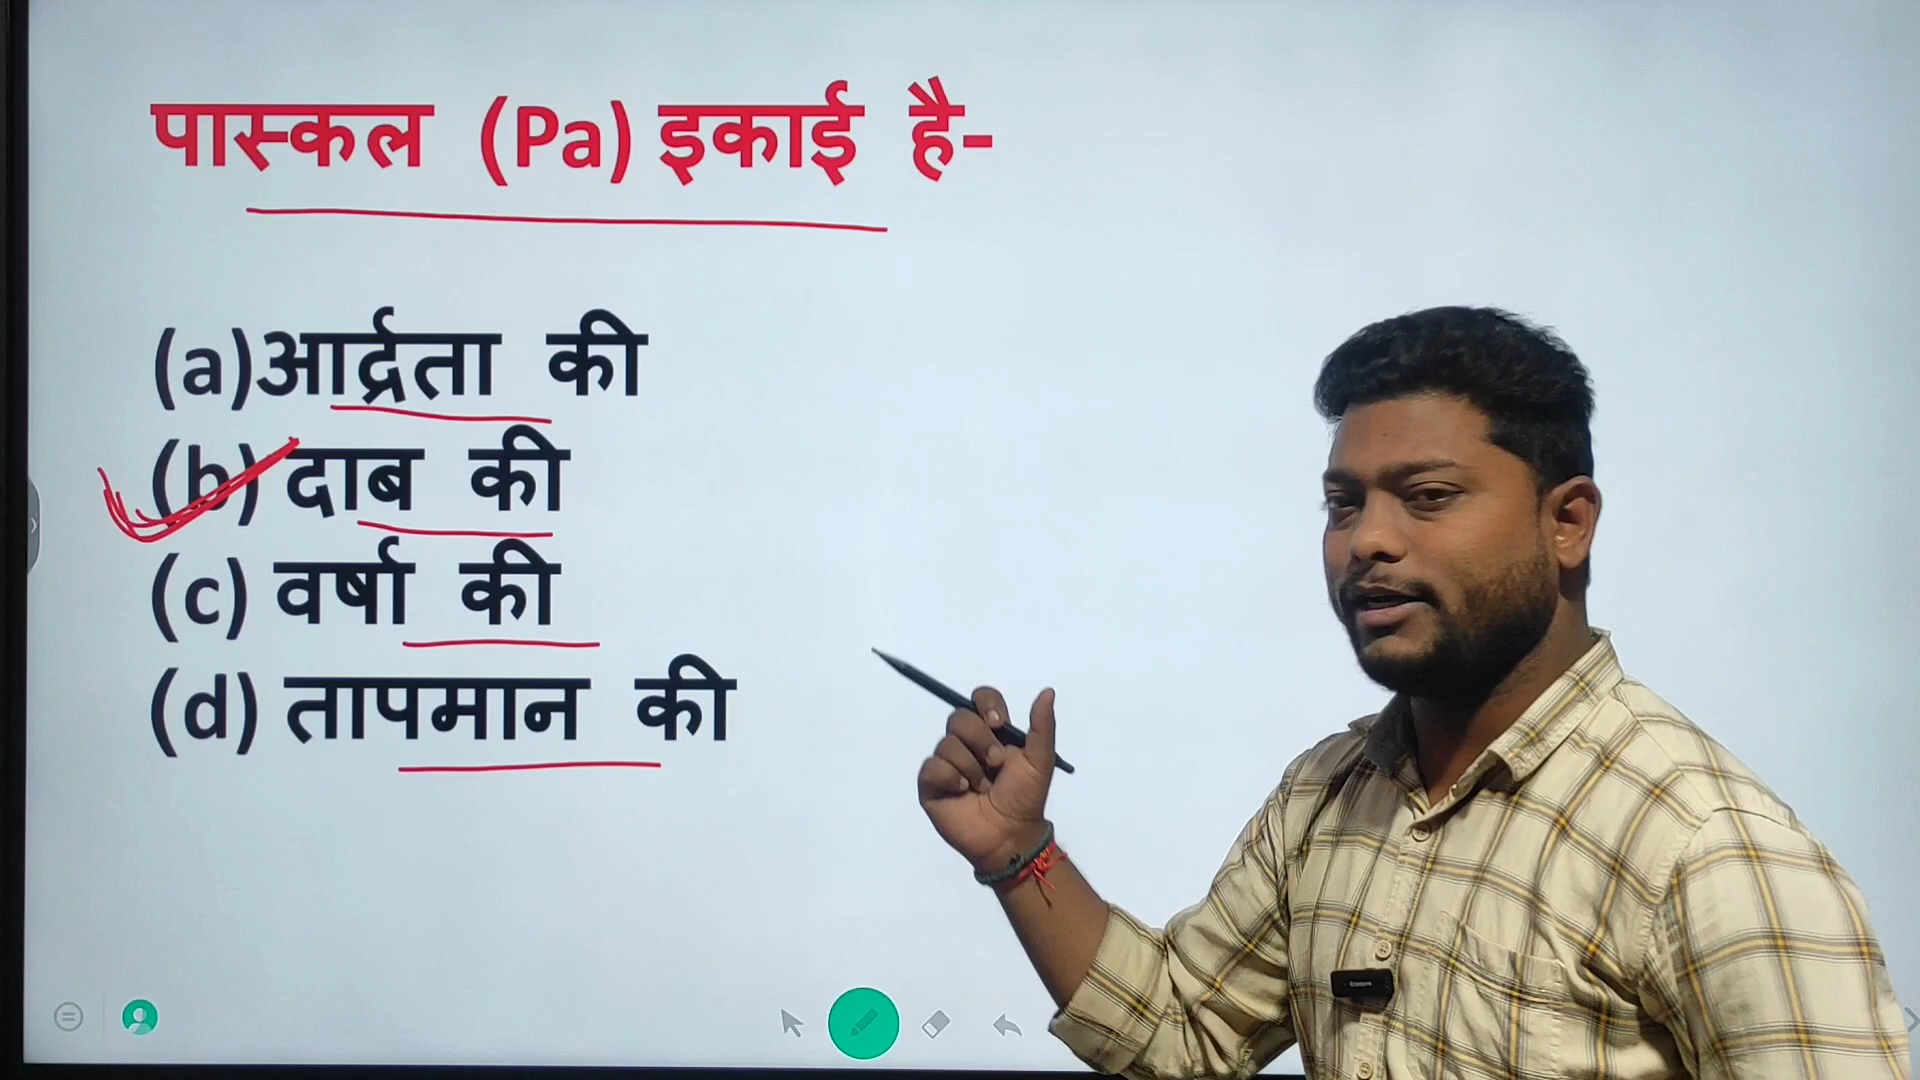 पास्कल (Pa) इकाई है-
(a)आर्द्रता की
(b) दाब की
(c) वर्षा की
(d) तापमान की